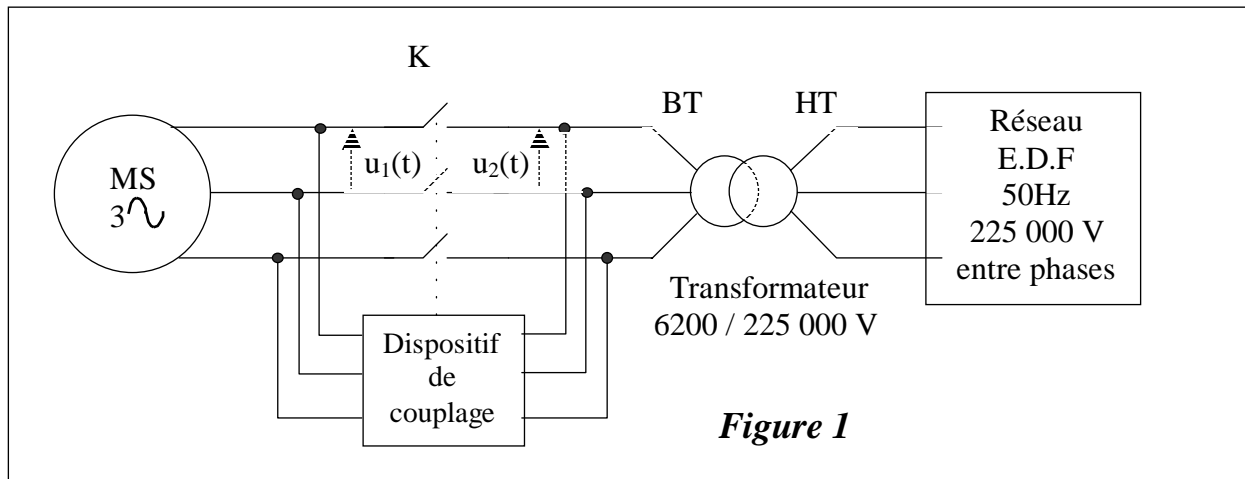 K
BT
HT
u1(t)
u2(t)
MS
3
Réseau
E.D.F
50Hz
225 000 V
entre phases
Transformateur
6200 / 225 000 V
Dispositif
de
couplage
Figure 1